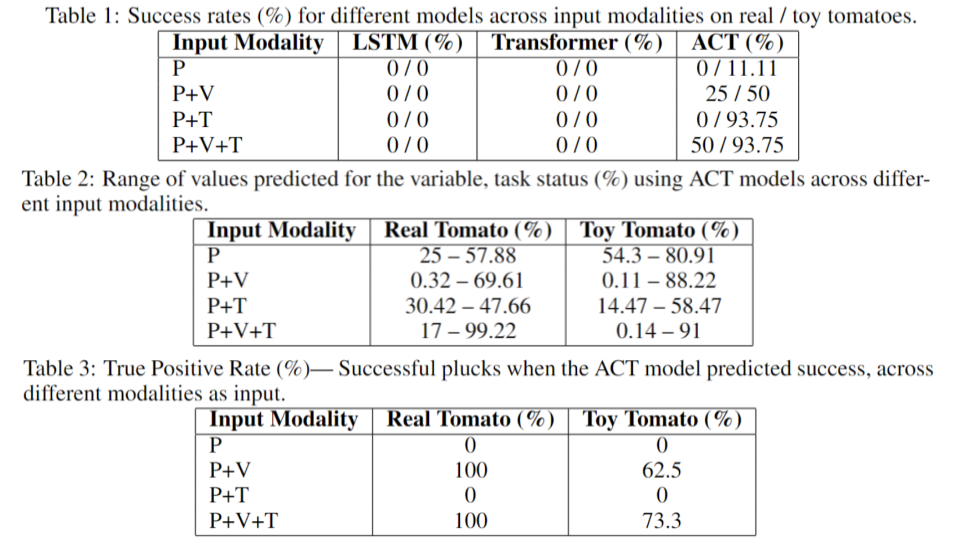 Table 1: Success rates (%) for different models across input modalities on real / toy tomatoes.
Input Modality LSTM (%) Transformer (%) ACT (%)
P 0 / 0 0 / 0 0 / 11.11
P+V 0 / 0 0 / 0 25 / 50
P+T 0 / 0 0 / 0 0 / 93.75
P+V+T 0 / 0 0 / 0 50 / 93.75
Table 2: Range of values predicted for the variable, task status (%) using ACT models across differ-
ent input modalities.
Input Modality Real Tomato (%) Toy Tomato (%)
P 25 – 57.88 54.3 – 80.91
P+V 0.32 – 69.61 0.11 – 88.22
P+T 30.42 – 47.66 14.47 – 58.47
P+V+T 17 – 99.22 0.14 – 91
Table 3: True Positive Rate (%)— Successful plucks when the ACT model predicted success, across
different modalities as input.
Input Modality Real Tomato (%) Toy Tomato (%)
P 0 0
P+V 100 62.5
P+T 0 0
P+V+T 100 73.3